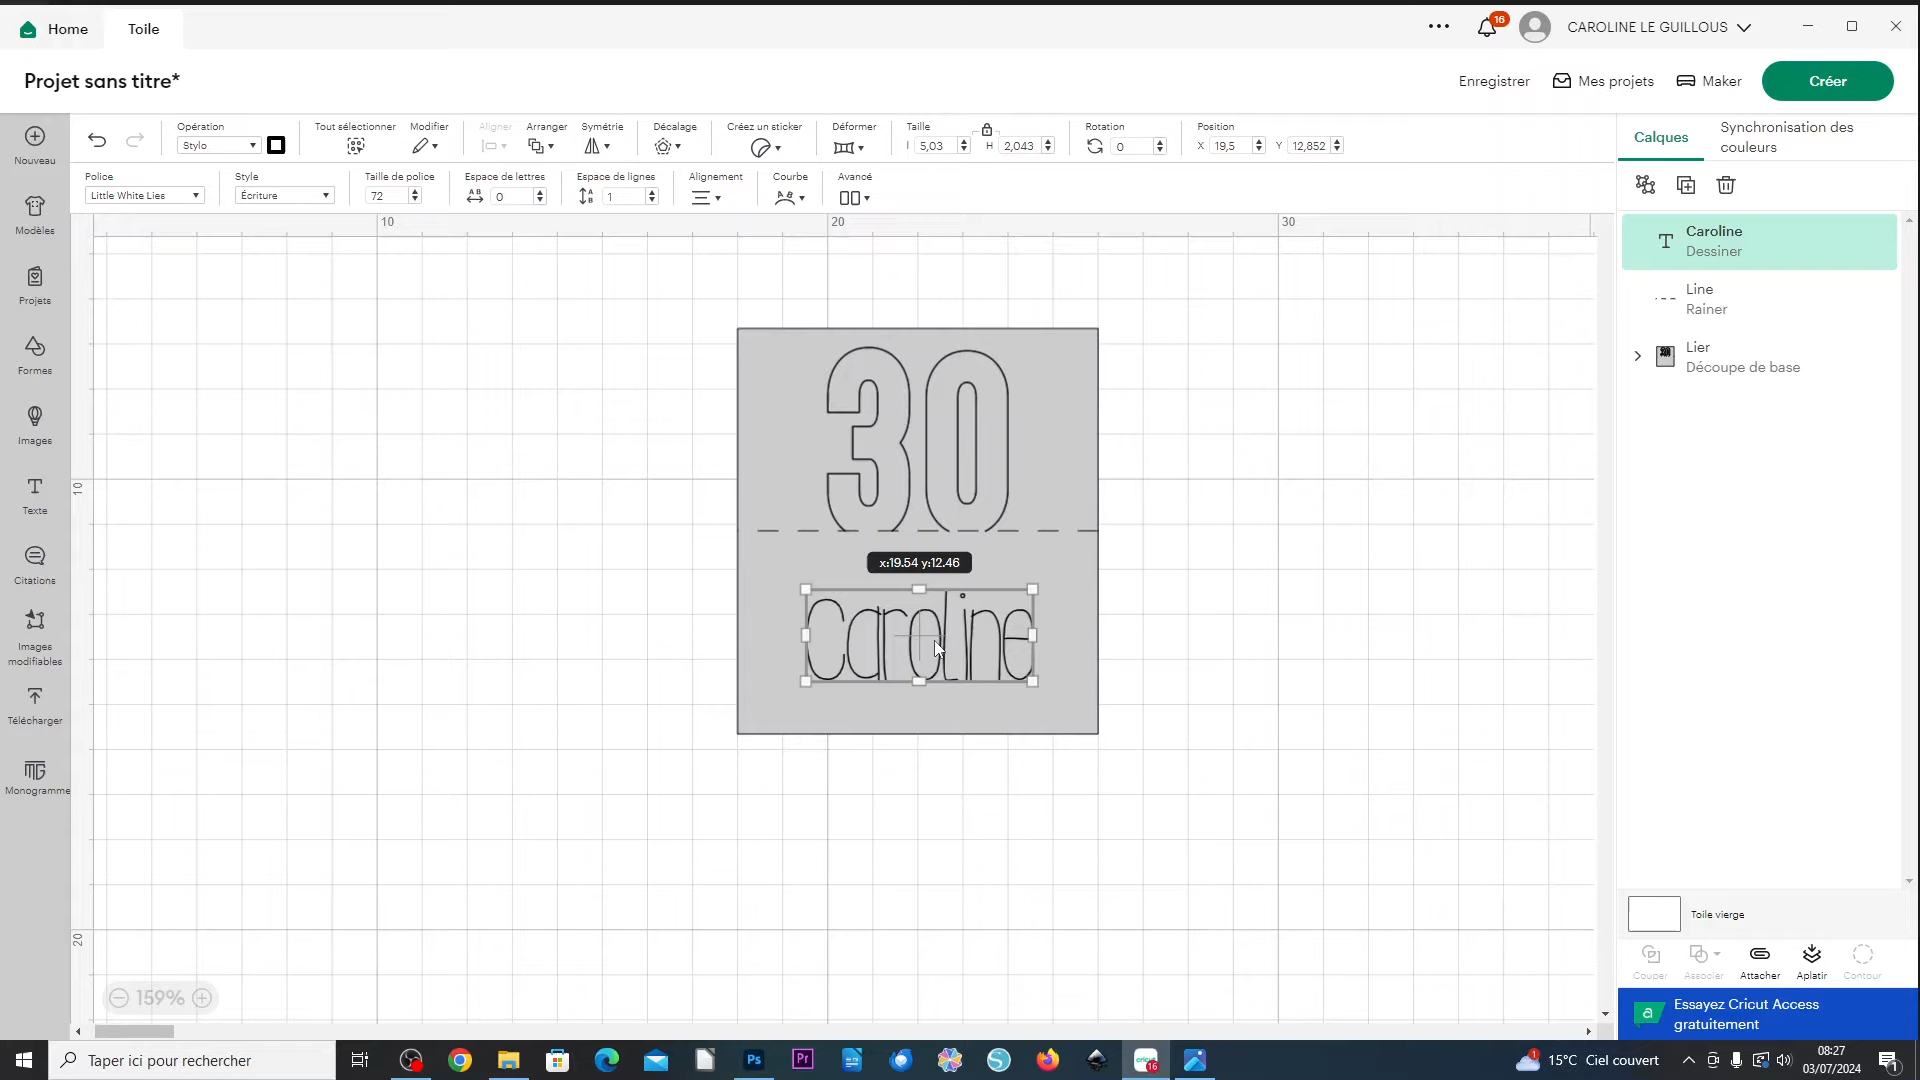 Home
Toile
16
CAROLINE LE GUILLOUS
Projet sans titre*
Enregistrer
Mes projets
Maker
Créer
Opération
Stylo
Tout sélectionner
Modifier
Aligner
Arranger
Symétrie
Décalage
Créez un sticker
Déformer
Taille
l 5,03
H 2,043
Rotation
0
Position
X 19,5
Y 12,852
Police
Little White Lies
Style
Écriture
Taille de police
72
Espace de lettres
0
Espace de lignes
1
Alignement
Courbe
Avancé
Nouveau
Modèles
Projets
Formes
Images
Texte
Citations
Images
modifiables
Télécharger
Monogramme
10
20
30
10
20
30
x:19.54 y:12.46
Caroline
159%
Calques
Synchronisation des
couleurs
Caroline
Dessiner
Line
Rainer
Lier
Découpe de base
Toile vierge
Couper
Associer
Attacher
Aplatir
Contour
a
Essayez Cricut Access
gratuitement
Taper ici pour rechercher
Ps
Pr
cricut
16
1
15°C Ciel couvert
08:27
03/07/2024
1